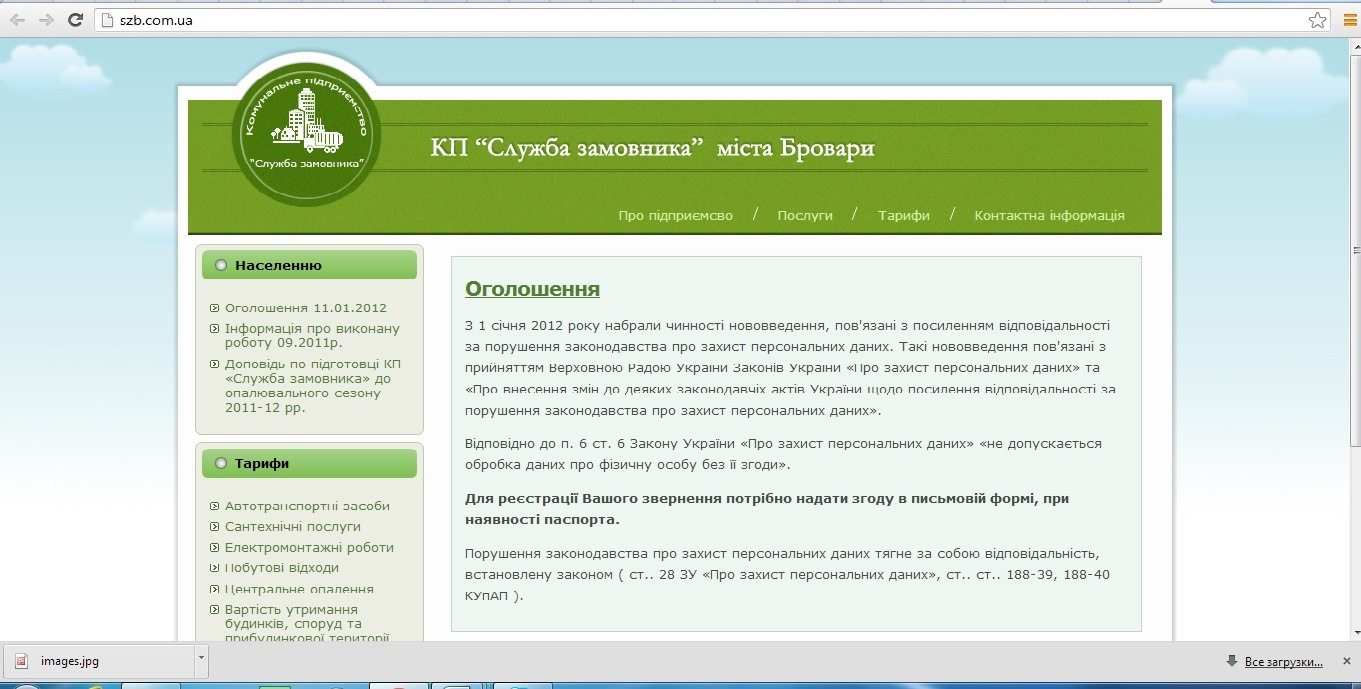 szb.com.ua
Комунальне підприємство
“Служба замовника”
КП “Служба замовника” міста Бровари
Про підприємсво / Послуги / Тарифи / Контактна інформація
Населенню
Оголошення 11.01.2012
Інформація про виконану
роботу 09.2011р.
Доповідь по підготовці КП
«Служба замовника» до
опалювального сезону
2011-12 рр.
Тарифи
Автотранспортні засоби
Сантехнічні послуги
Електромонтажні роботи
Побутові відходи
Центральне опалення
Вартість утримання
будинків, споруд та
прибудинкової території
Оголошення
З 1 січня 2012 року набрали чинності нововведення, пов'язані з посиленням відповідальності
за порушення законодавства про захист персональних даних. Такі нововведення пов'язані з
прийняттям Верховною Радою України Законів України «Про захист персональних даних» та
«Про внесення змін до деяких законодавчіх актів України щодо посилення відповідальності за
порушення законодавства про захист персональних даних».
Відповідно до п. 6 ст. 6 Закону України «Про захист персональних даних» «не допускається
обробка даних про фізичну особу без її згоди».
Для реєстрації Вашого звернення потрібно надати згоду в письмовій формі, при
наявності паспорта.
Порушення законодавства про захист персональних даних тягне за собою відповідальність,
встановлену законом ( ст.. 28 ЗУ «Про захист персональних даних», ст.. ст.. 188-39, 188-40
КУпАП ).
images.jpg
Все загрузки...